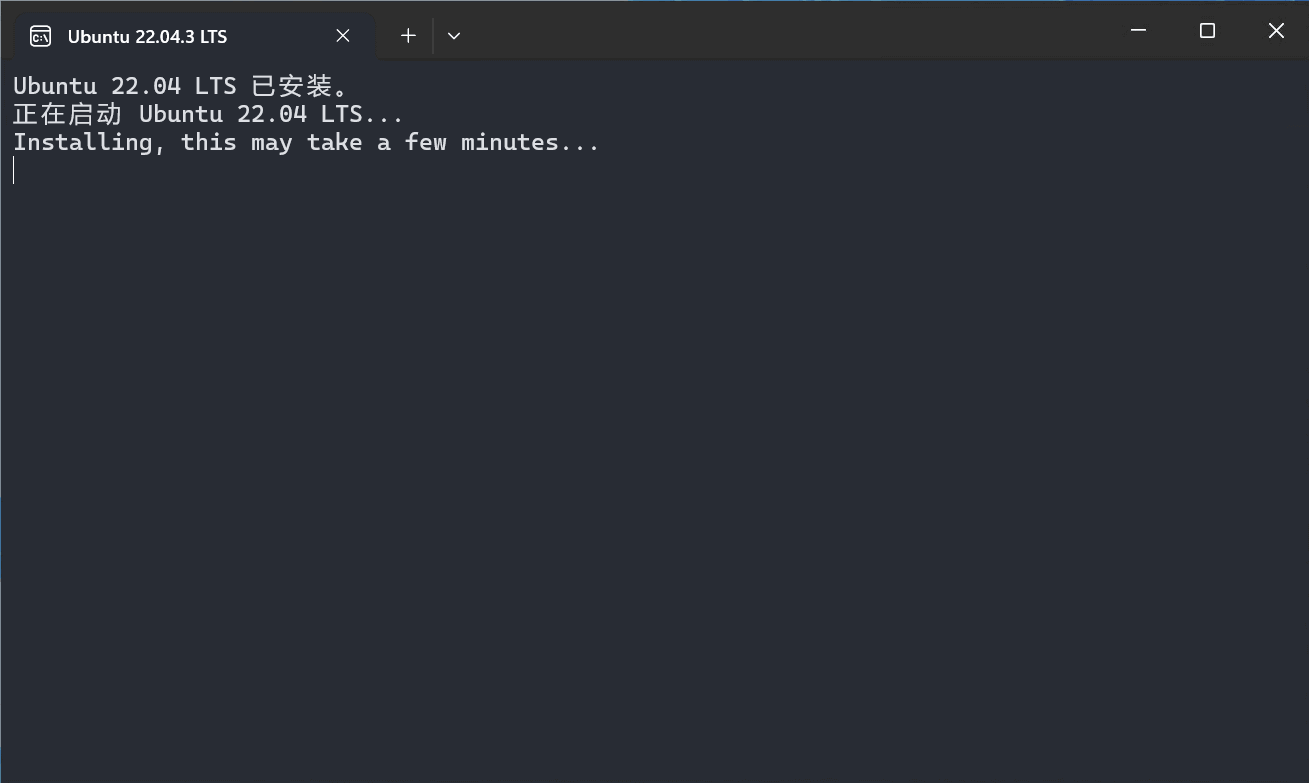 Ubuntu 22.04.3 LTS
Ubuntu 22.04 LTS 已安装。
正在启动 Ubuntu 22.04 LTS...
Installing, this may take a few minutes...